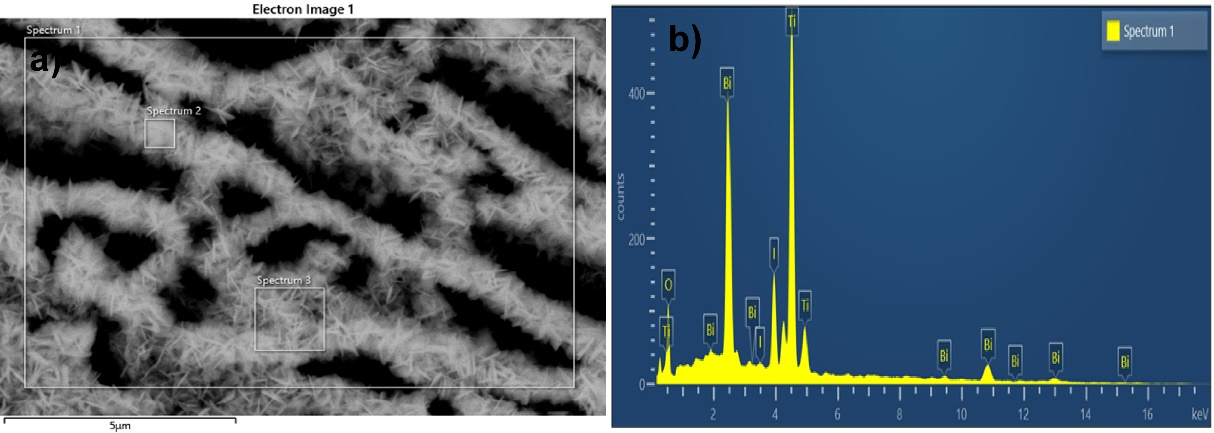 Electron Image 1
Spectrum 1
a)
Spectrum 2
Spectrum 3
5μm
b)
Spectrum 1
Ti
Bi
400
counts
I
200
O
Ti
Bi
Bi
I
Ti
Bi
Bi
Bi
Bi
Bi
0
2
4
6
8
10
12
14
16
keV